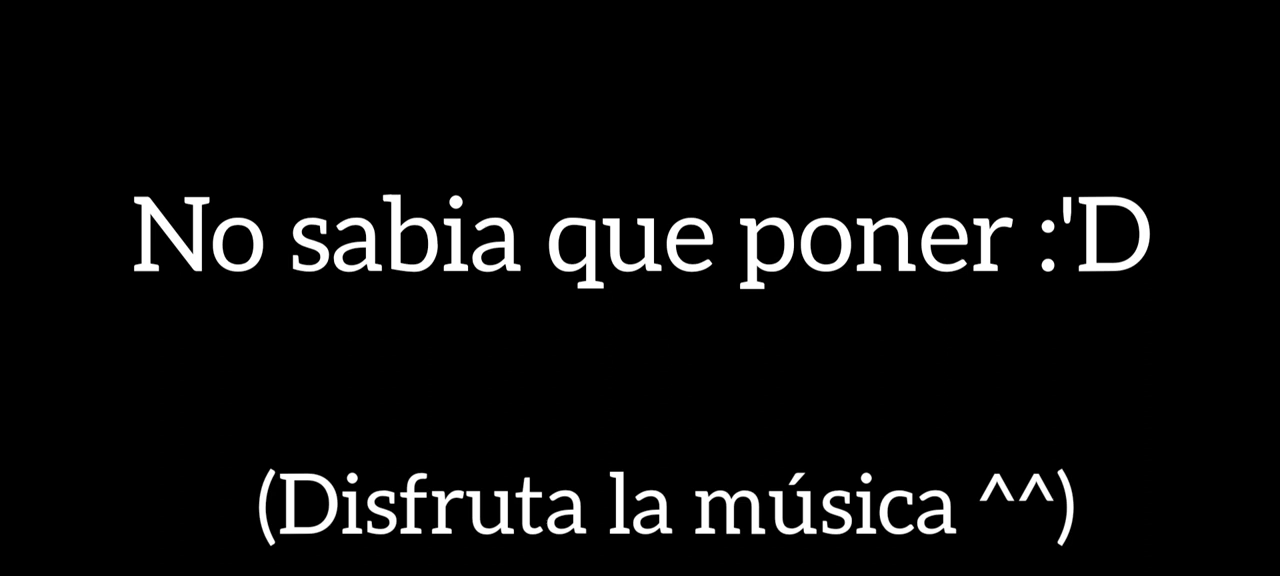 No sabia que poner :'D
(Disfruta la música ^^)